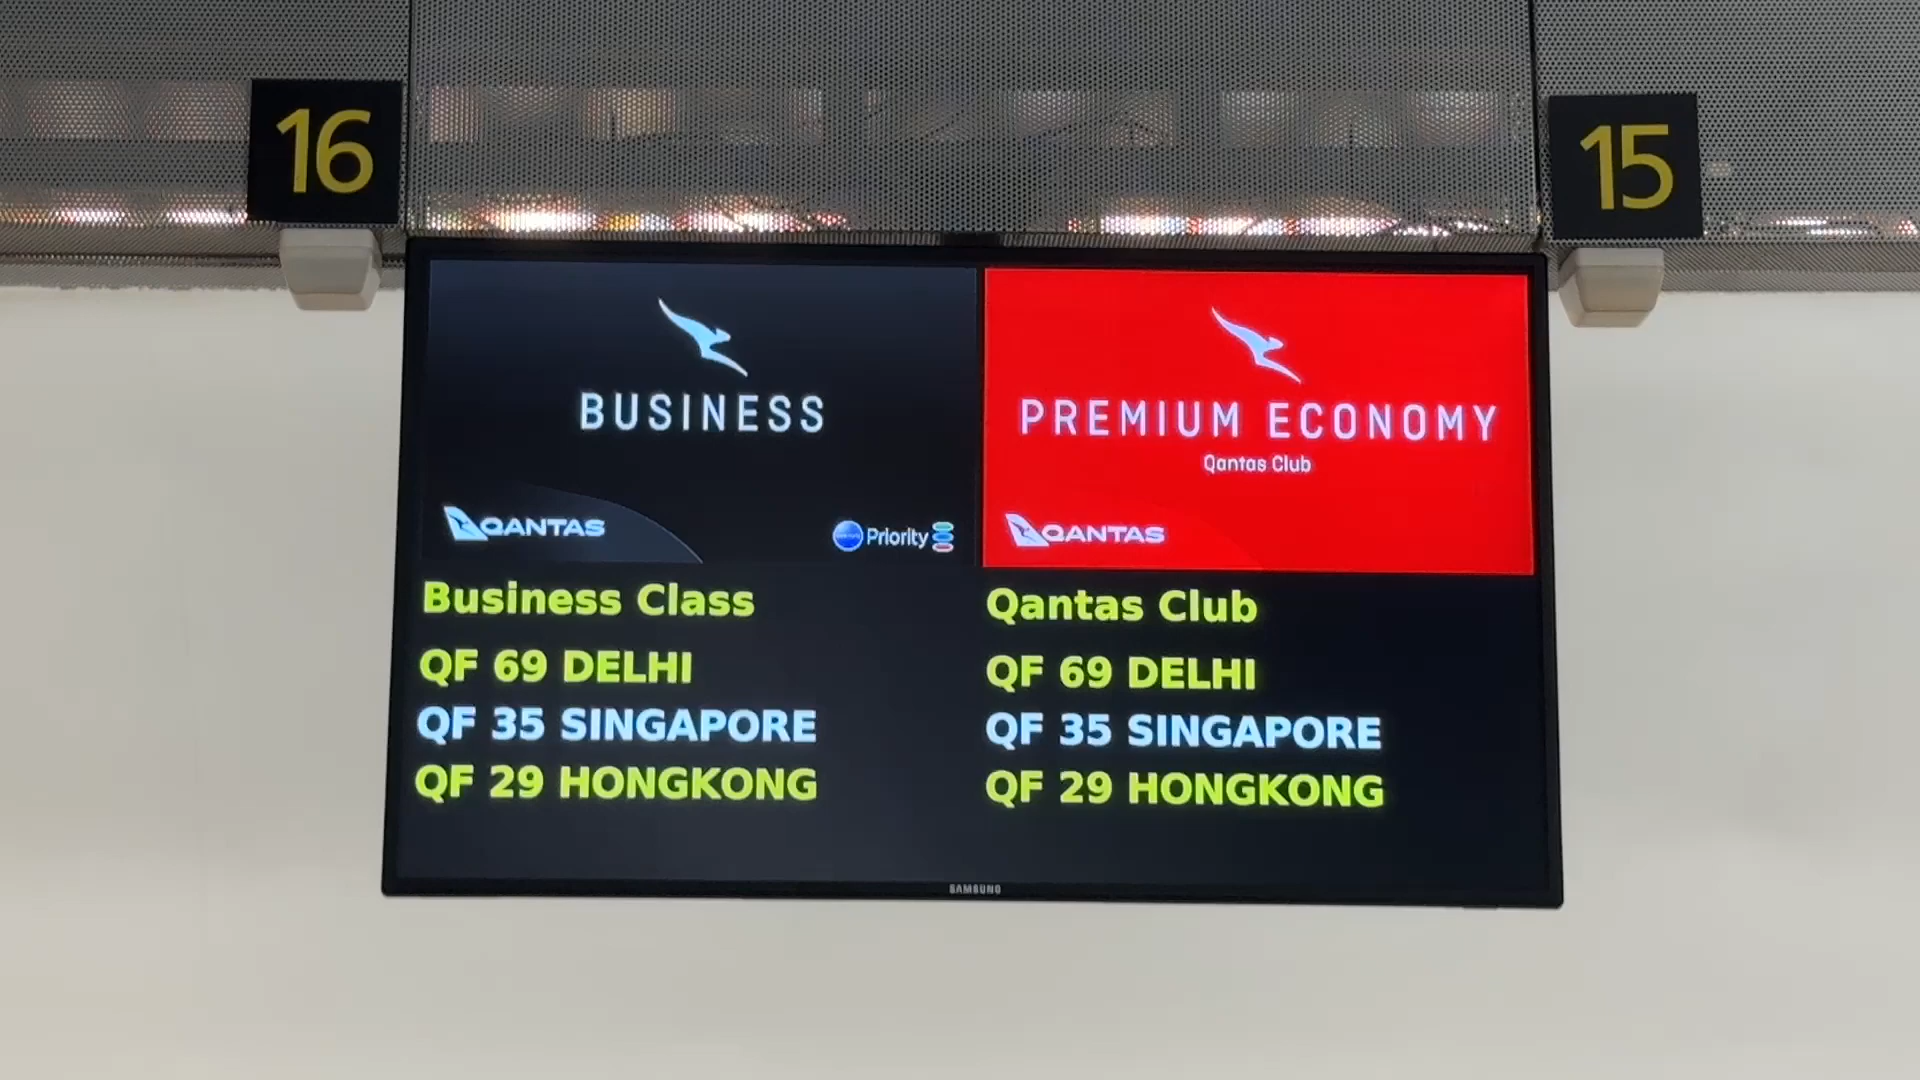 16
15
BUSINESS
QANTAS
Priority
Business Class
QF 69 DELHI
QF 35 SINGAPORE
QF 29 HONGKONG
PREMIUM ECONOMY
Qantas Club
QANTAS
Qantas Club
QF 69 DELHI
QF 35 SINGAPORE
QF 29 HONGKONG
SAMSUNG